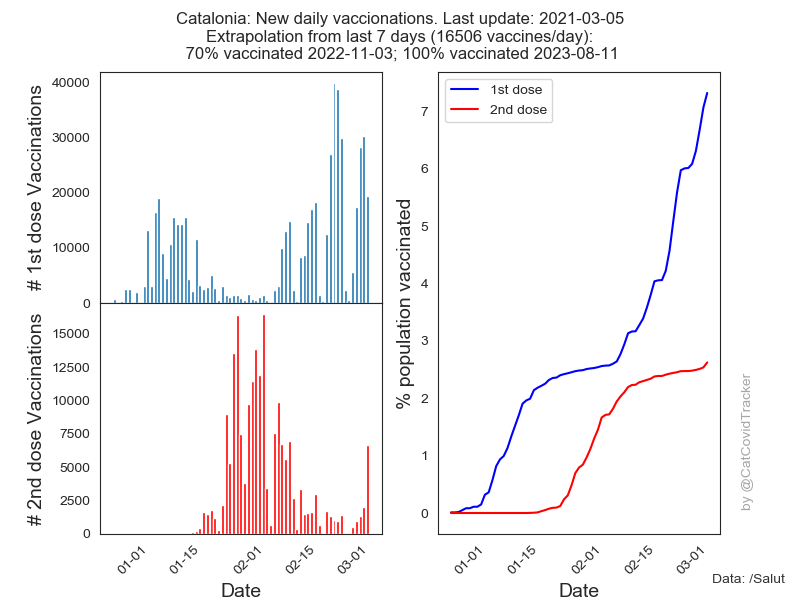 Catalonia: New daily vaccionations. Last update: 2021-03-05
Extrapolation from last 7 days (16506 vaccines/day):
70% vaccinated 2022-11-03; 100% vaccinated 2023-08-11
# 1st dose Vaccinations
40000
30000
20000
10000
0
# 2nd dose Vaccinations
15000
12500
10000
7500
5000
2500
0
01-01
01-15
02-01
02-15
03-01
Date
1st dose
2nd dose
% population vaccinated
7
6
5
4
3
2
1
0
01-01
01-15
02-01
02-15
03-01
Date
by @CatCovidTracker
Data: /Salut